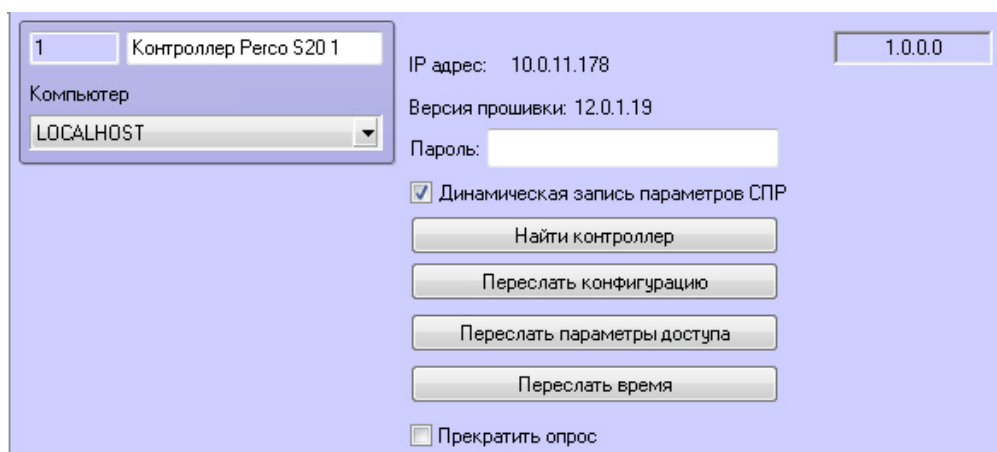 1
Контроллер Perco S20 1
Компьютер
LOCALHOST
IP адрес: 10.0.11.178
1.0.0.0
Версия прошивки: 12.0.1.19
Пароль:
Динамическая запись параметров СПР
Найти контроллер
Переслать конфигурацию
Переслать параметры доступа
Переслать время
Прекратить опрос